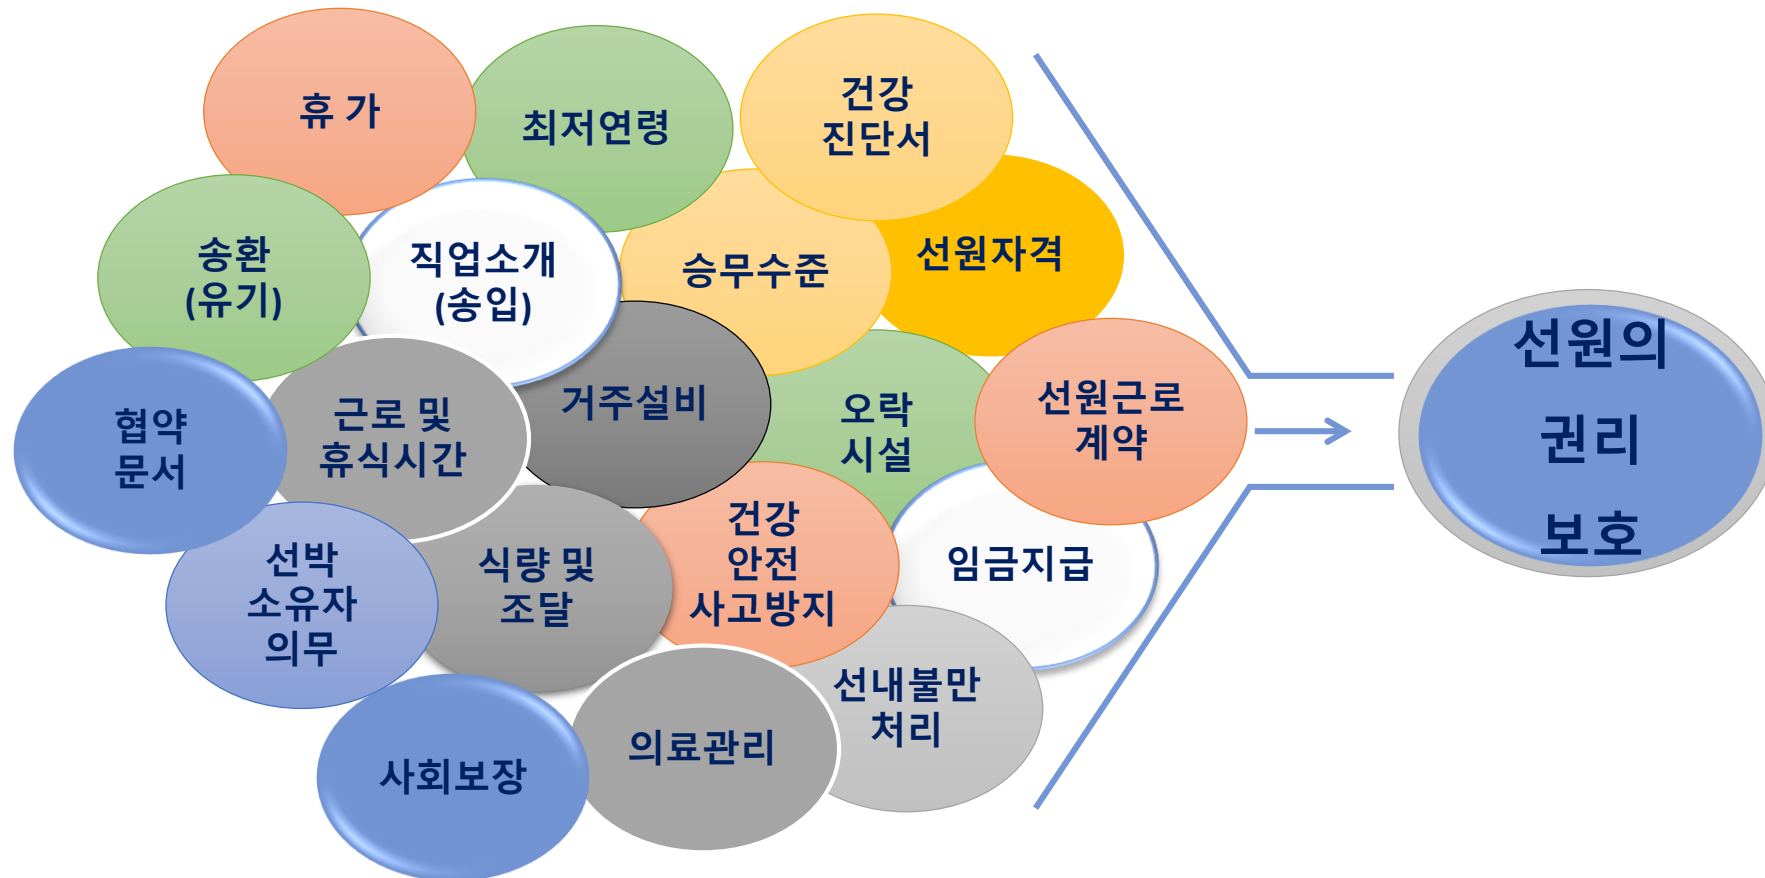 휴 가
최저연령
건강
진단서
송환
(유기)
직업소개
(송입)
승무수준
선원자격
협약
문서
근로 및
휴식시간
거주설비
오락
시설
선원근로
계약
선박
소유자
의무
식량 및
조달
건강
안전
사고방지
임금지급
사회보장
의료관리
선내불만
처리
선원의
권리
보호